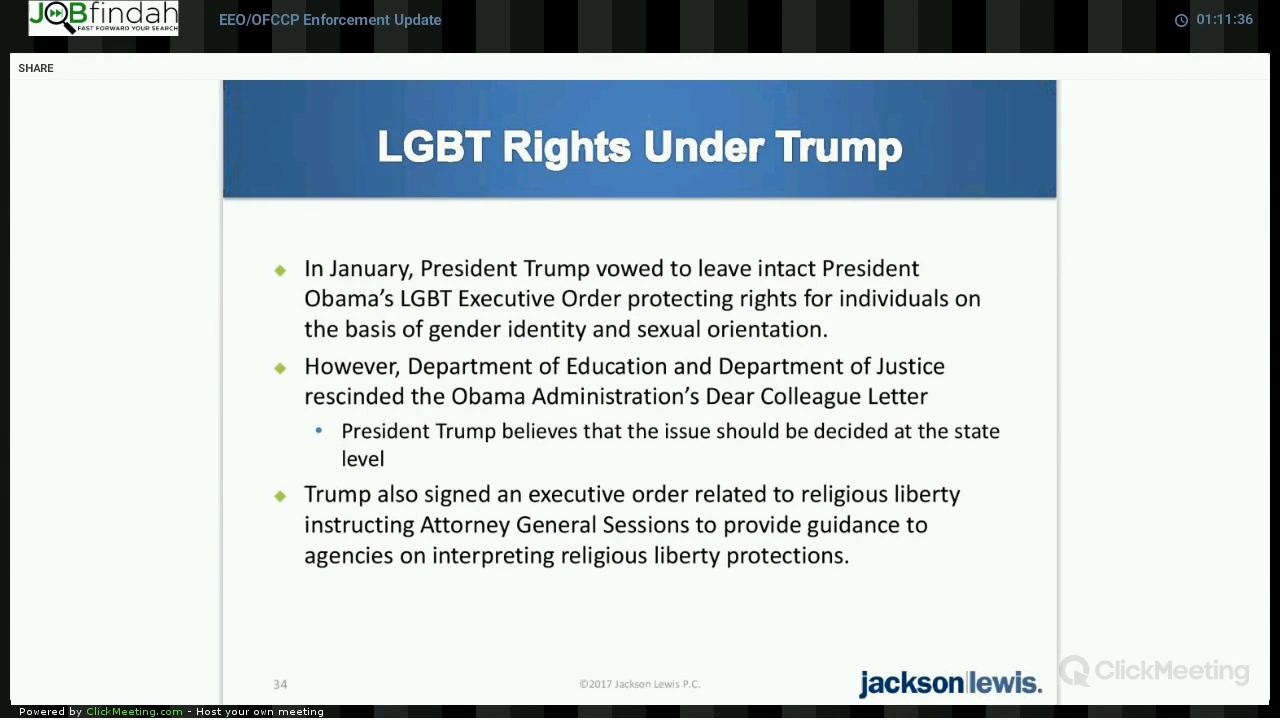 JOBfindah
FAST FORWARD YOUR SEARCH
EEO/OFCCP Enforcement Update
01:11:36
SHARE
LGBT Rights Under Trump
In January, President Trump vowed to leave intact President
Obama’s LGBT Executive Order protecting rights for individuals on
the basis of gender identity and sexual orientation.
However, Department of Education and Department of Justice
rescinded the Obama Administration’s Dear Colleague Letter
President Trump believes that the issue should be decided at the state
level
Trump also signed an executive order related to religious liberty
instructing Attorney General Sessions to provide guidance to
agencies on interpreting religious liberty protections.
34
©2017 Jackson Lewis P.C.
jackson|lewis.
ClickMeeting
Powered by ClickMeeting.com - Host your own meeting